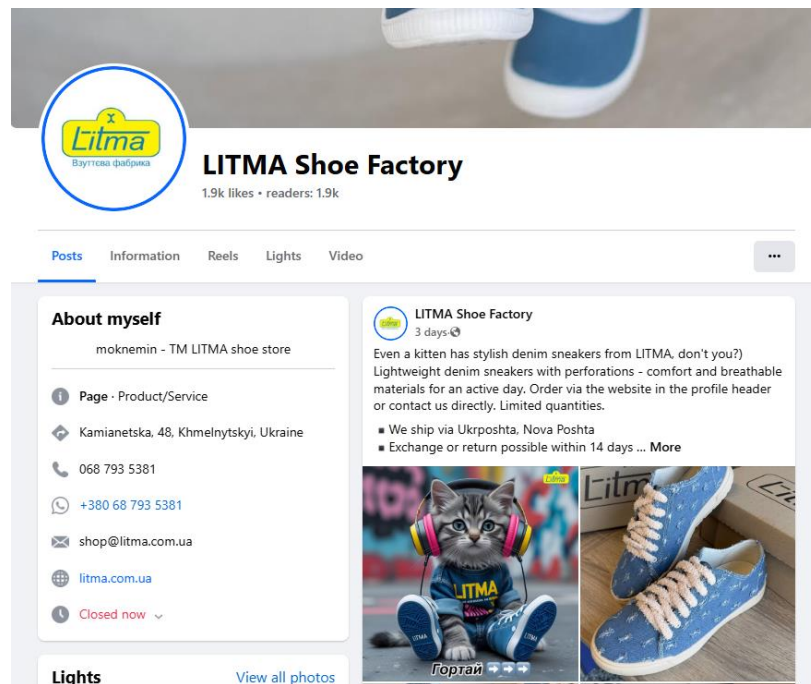 Litma
Взуттєва фабрика
LITMA Shoe Factory
1.9k likes • readers: 1.9k
Posts
Information
Reels
Lights
Video
...
About myself
moknemin - TM LITMA shoe store
Page · Product/Service
Kamianetska, 48, Khmelnytskyi, Ukraine
068 793 5381
+380 68 793 5381
shop@litma.com.ua
litma.com.ua
Closed now
Lights
View all photos
LITMA Shoe Factory
3 days·
Even a kitten has stylish denim sneakers from LITMA, don't you?)
Lightweight denim sneakers with perforations - comfort and breathable
materials for an active day. Order via the website in the profile header
or contact us directly. Limited quantities.
▪ We ship via Ukrposhta, Nova Poshta
▪ Exchange or return possible within 14 days ... More
Litma
LITMA
LITMA
LITMA
Гортай
Litm